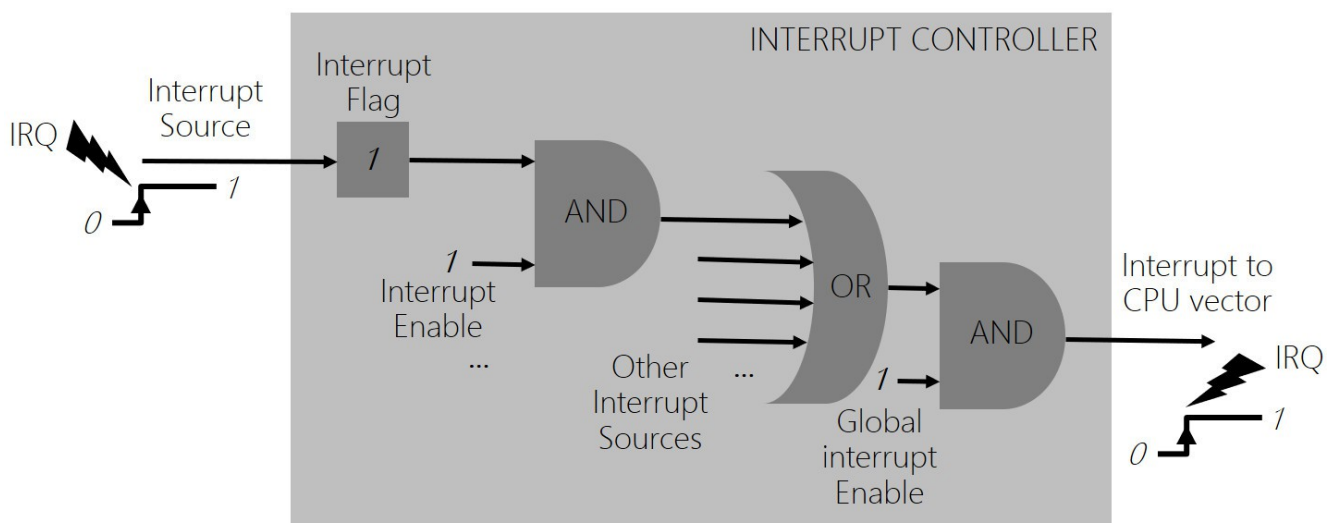 INTERRUPT CONTROLLER
Interrupt
Flag
Interrupt
Source
IRQ
1
0
1
AND
1
Interrupt
Enable
...
OR
Other
Interrupt
Sources
...
AND
1
Global
interrupt
Enable
Interrupt to
CPU vector
IRQ
1
0